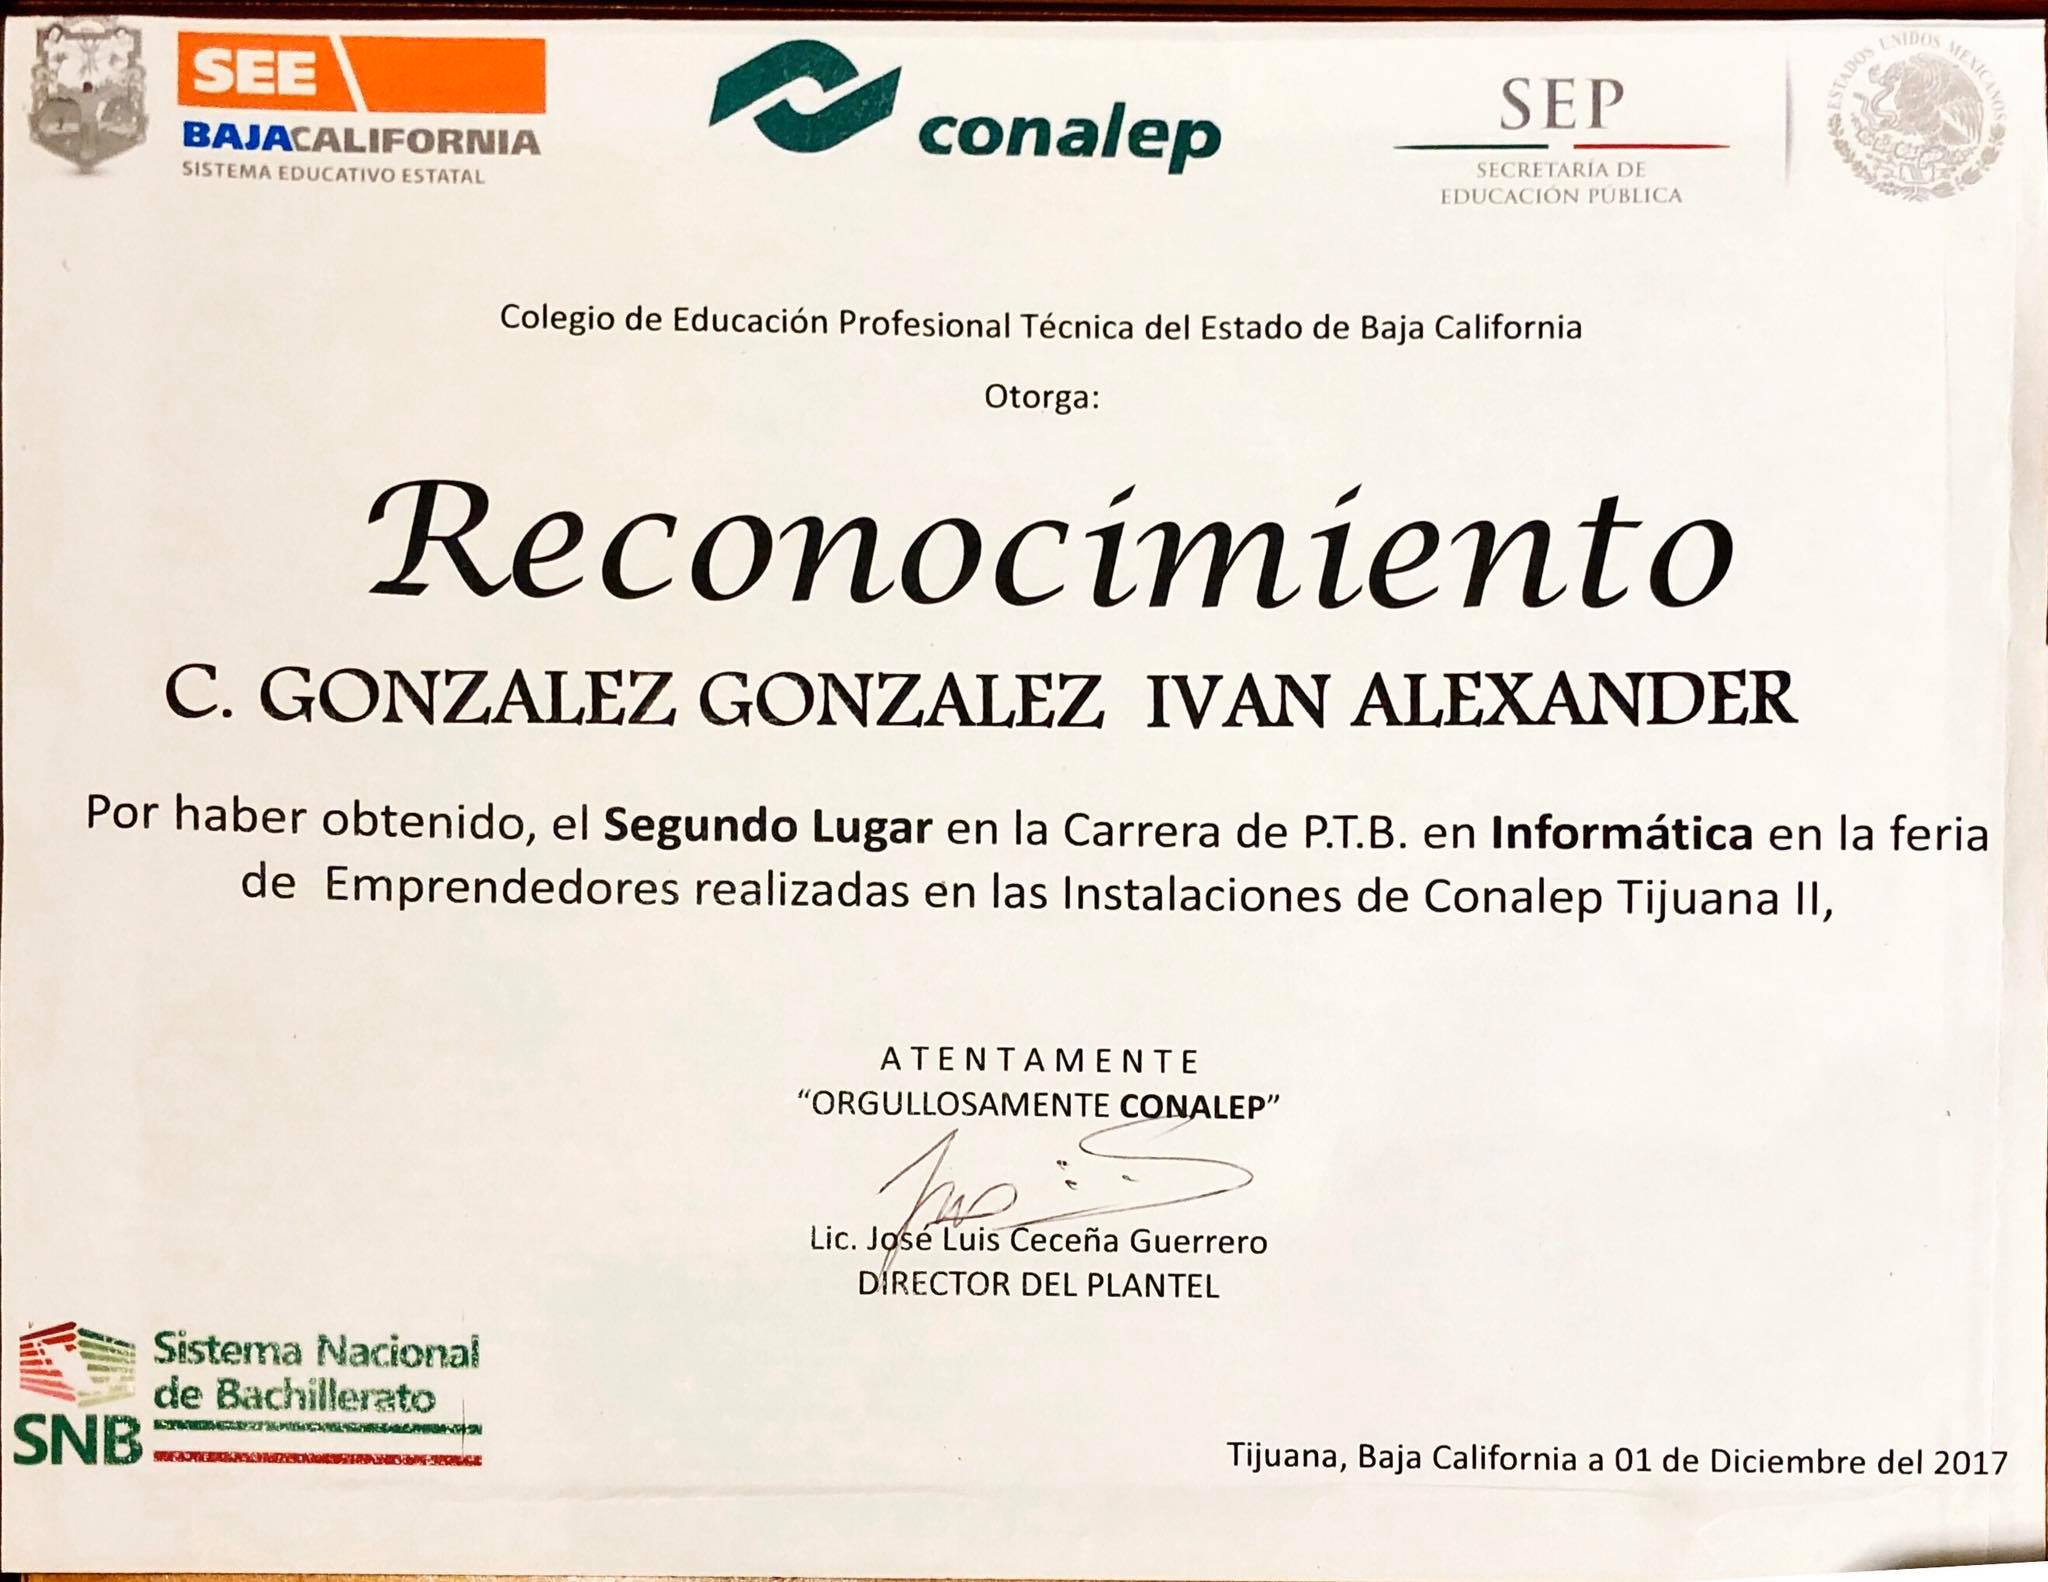 SEE
BAJACALIFORNIA
SISTEMA EDUCATIVO ESTATAL
conalep
SEP
SECRETARÍA DE
EDUCACIÓN PÚBLICA
ESTADOS UNIDOS MEXICANOS
Colegio de Educación Profesional Técnica del Estado de Baja California
Otorga:
Reconocimiento
C. GONZALEZ GONZALEZ IVAN ALEXANDER
Por haber obtenido, el Segundo Lugar en la Carrera de P.T.B. en Informática en la feria
de Emprendedores realizadas en las Instalaciones de Conalep Tijuana II,
ATENTAMENTE
“ORGULLOSAMENTE CONALEP”
Lic. José Luis Ceceña Guerrero
DIRECTOR DEL PLANTEL
Sistema Nacional
de Bachillerato
SNB
Tijuana, Baja California a 01 de Diciembre del 2017